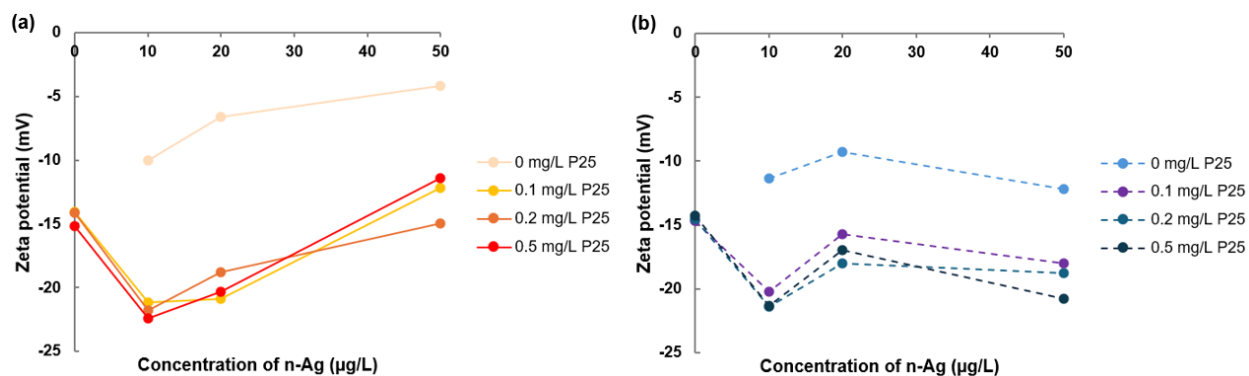 (a)
0
0 10 20 30 40 50
-5
-10
-15
-20
-25
Zeta potential (mV)
Concentration of n-Ag (µg/L)
0 mg/L P25
0.1 mg/L P25
0.2 mg/L P25
0.5 mg/L P25
(b)
0
0 10 20 30 40 50
-5
-10
-15
-20
-25
Zeta potential (mV)
Concentration of n-Ag (µg/L)
0 mg/L P25
0.1 mg/L P25
0.2 mg/L P25
0.5 mg/L P25